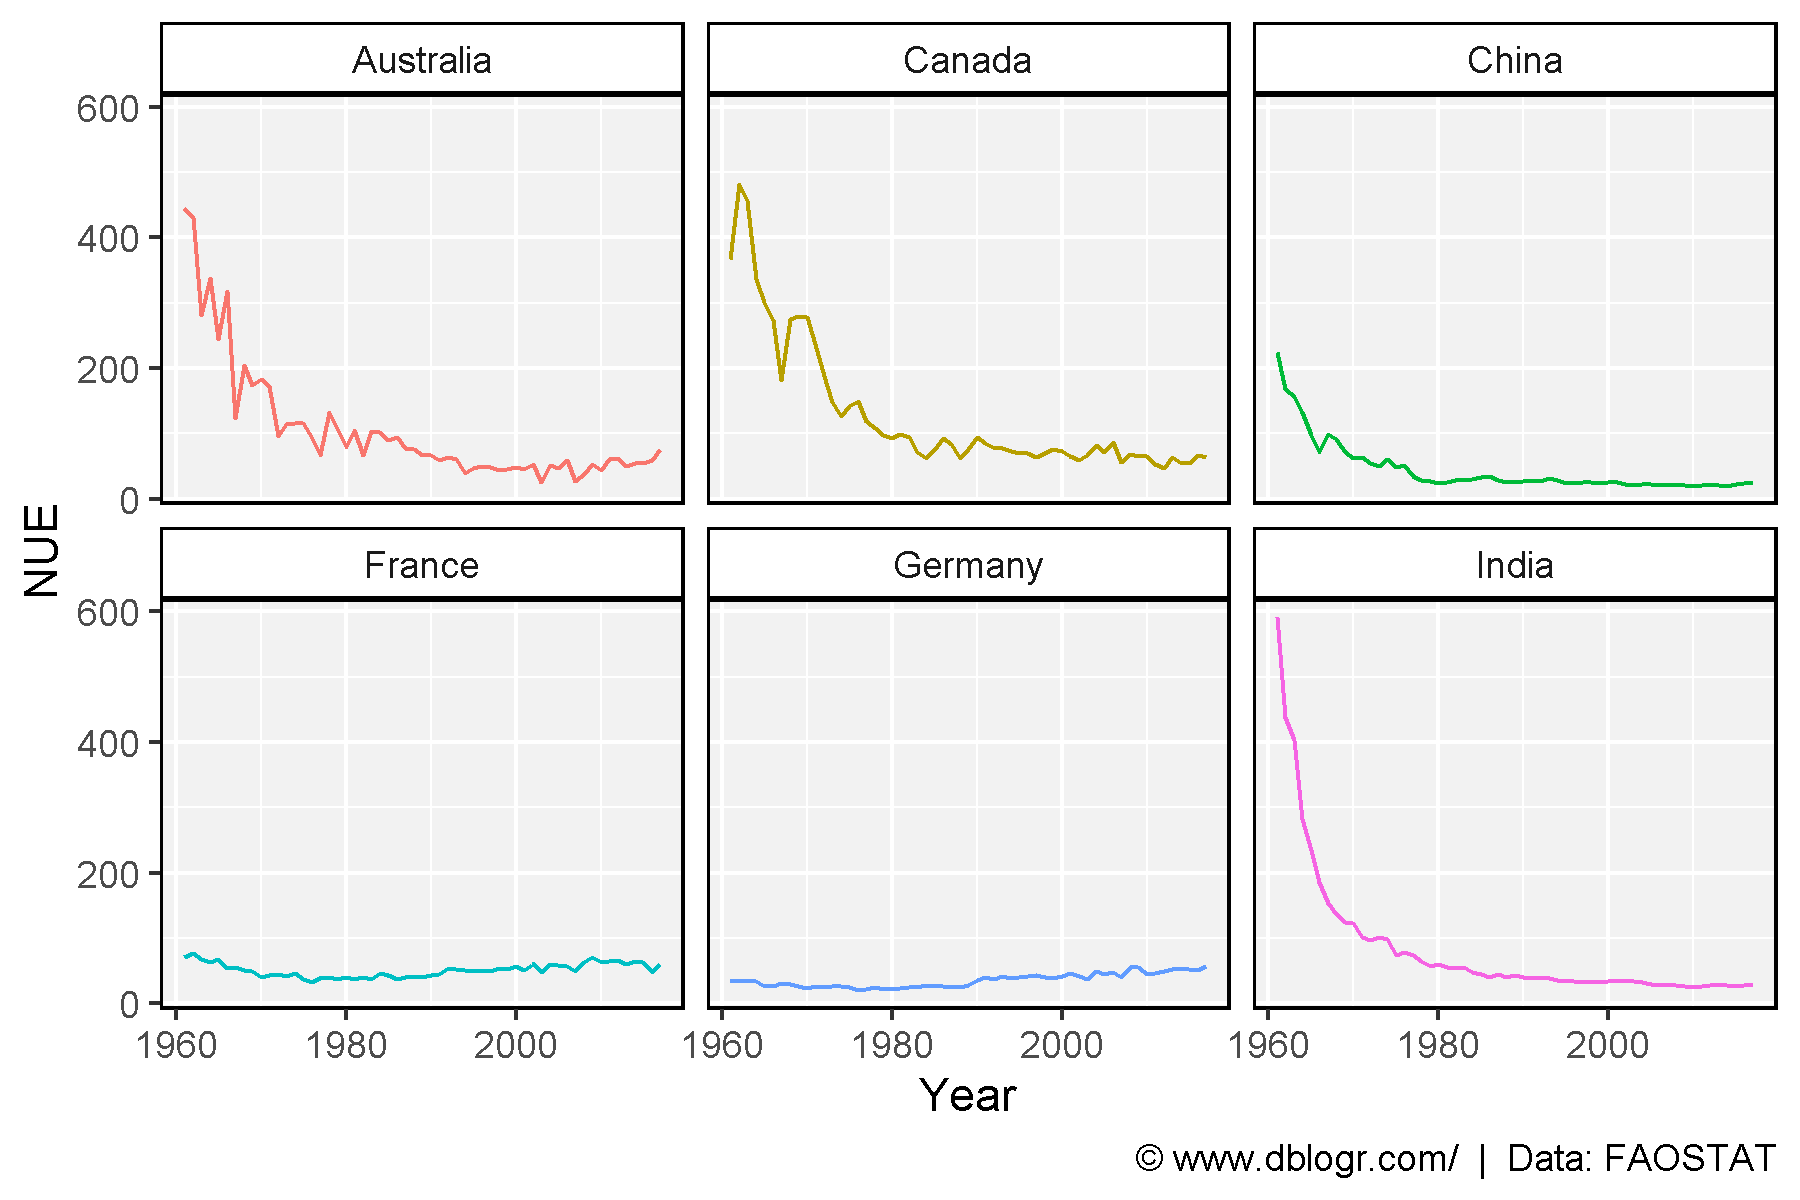 Australia Canada China
600
400
200
0
NUE
France Germany India
600
400
200
0
1960 1980 2000 1960 1980 2000 1960 1980 2000
Year
© www.dblogr.com/ | Data: FAOSTAT